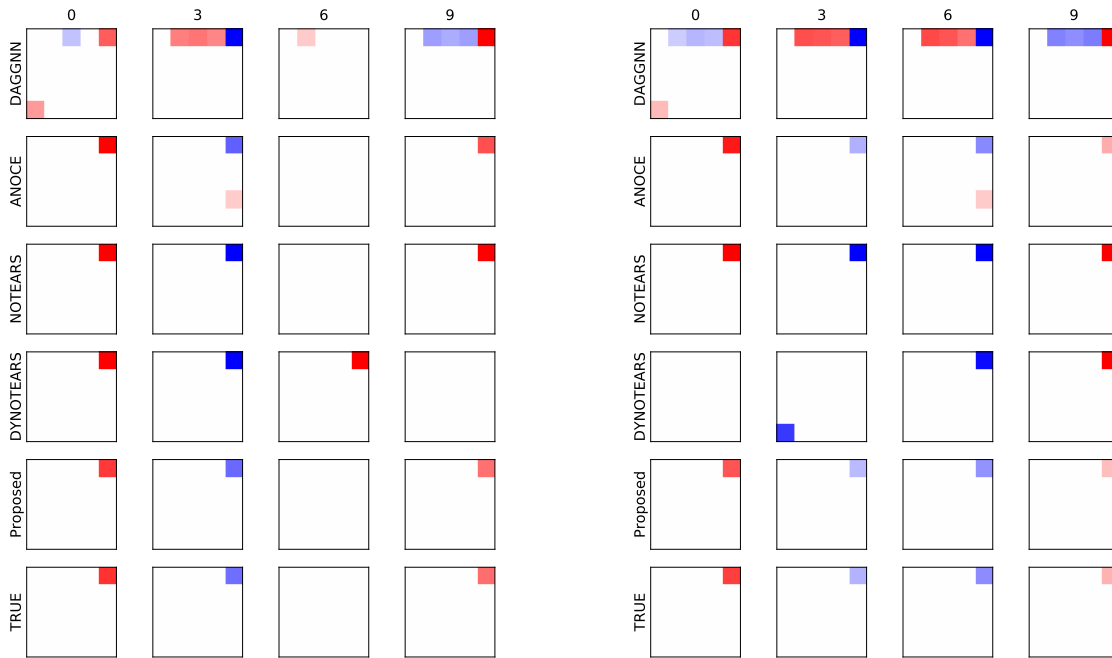 0 3 6 9
DAGGNN
ANOCE
NOTEARS
DYNOTEARS
Proposed
TRUE
0 3 6 9
DAGGNN
ANOCE
NOTEARS
DYNOTEARS
Proposed
TRUE